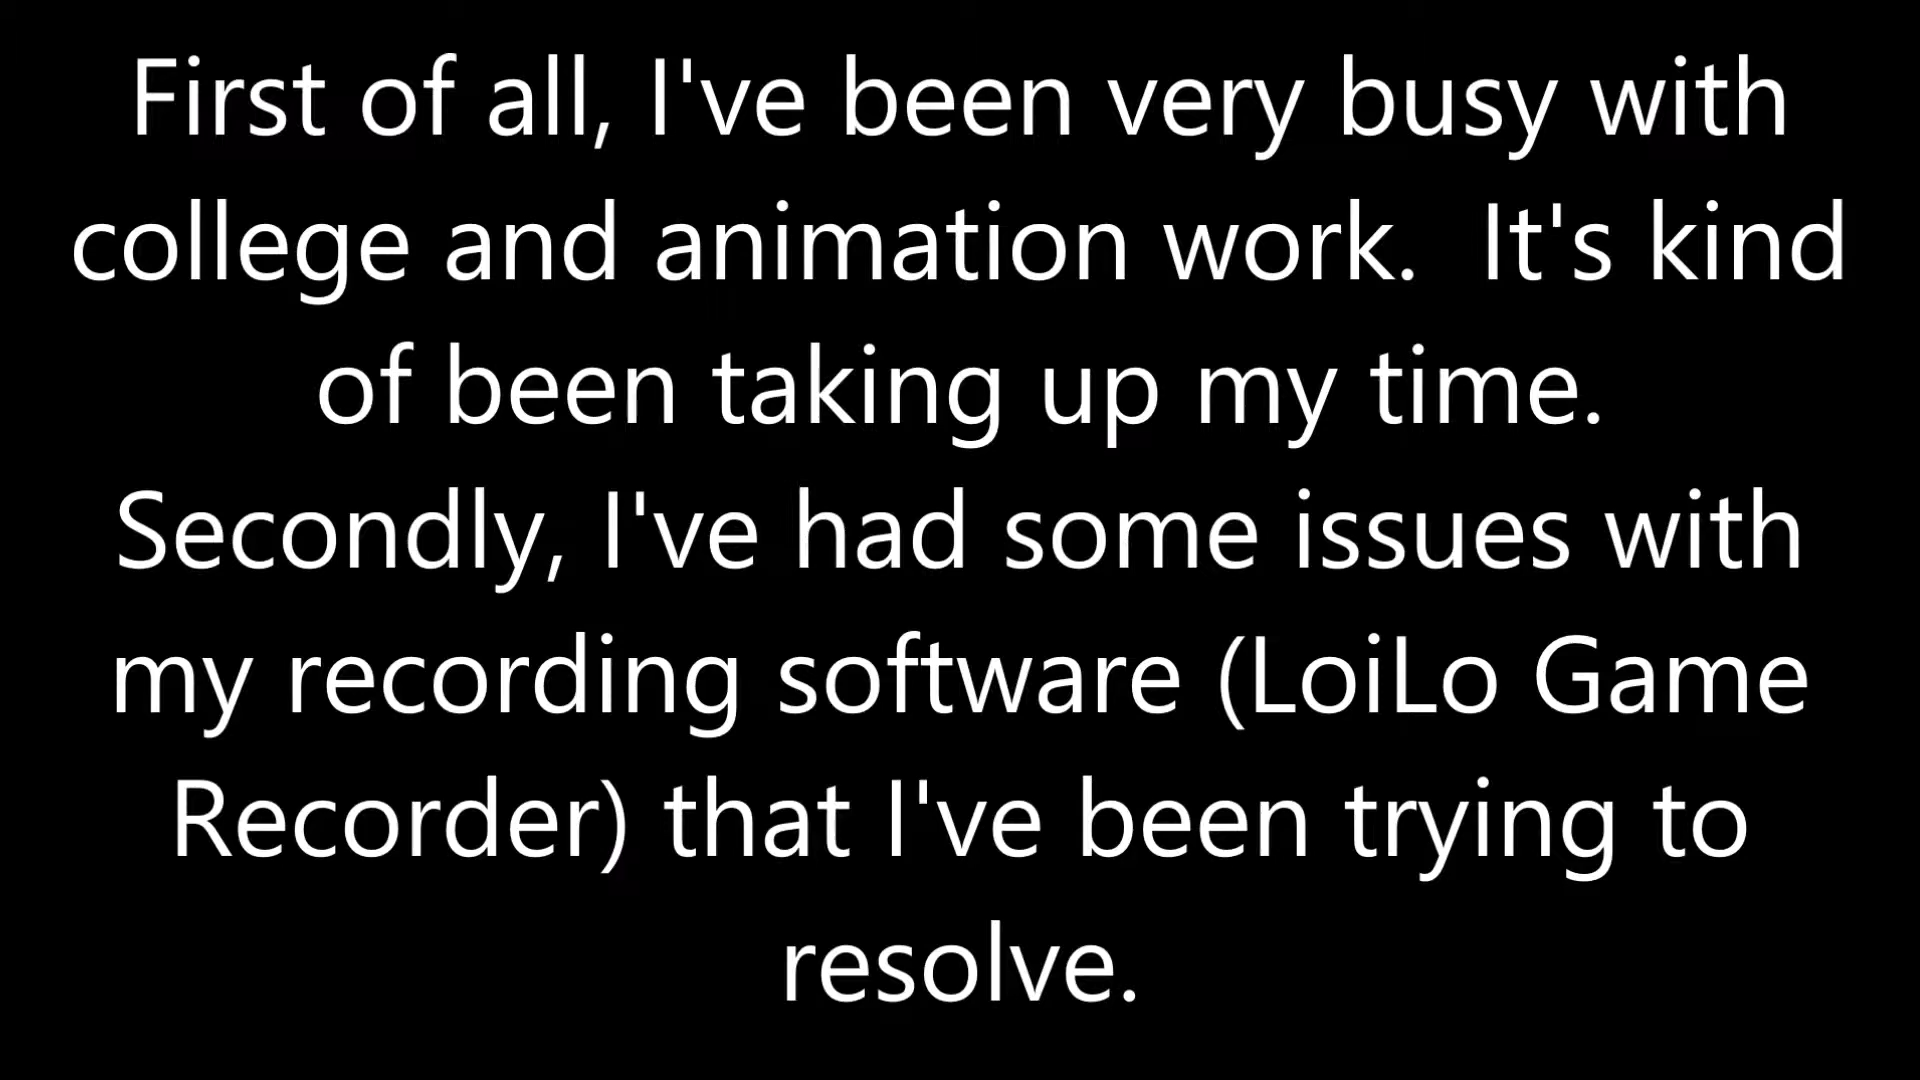 First of all, I've been very busy with
college and animation work.  It's kind
of been taking up my time.
Secondly, I've had some issues with
my recording software (LoiLo Game
Recorder) that I've been trying to
resolve.